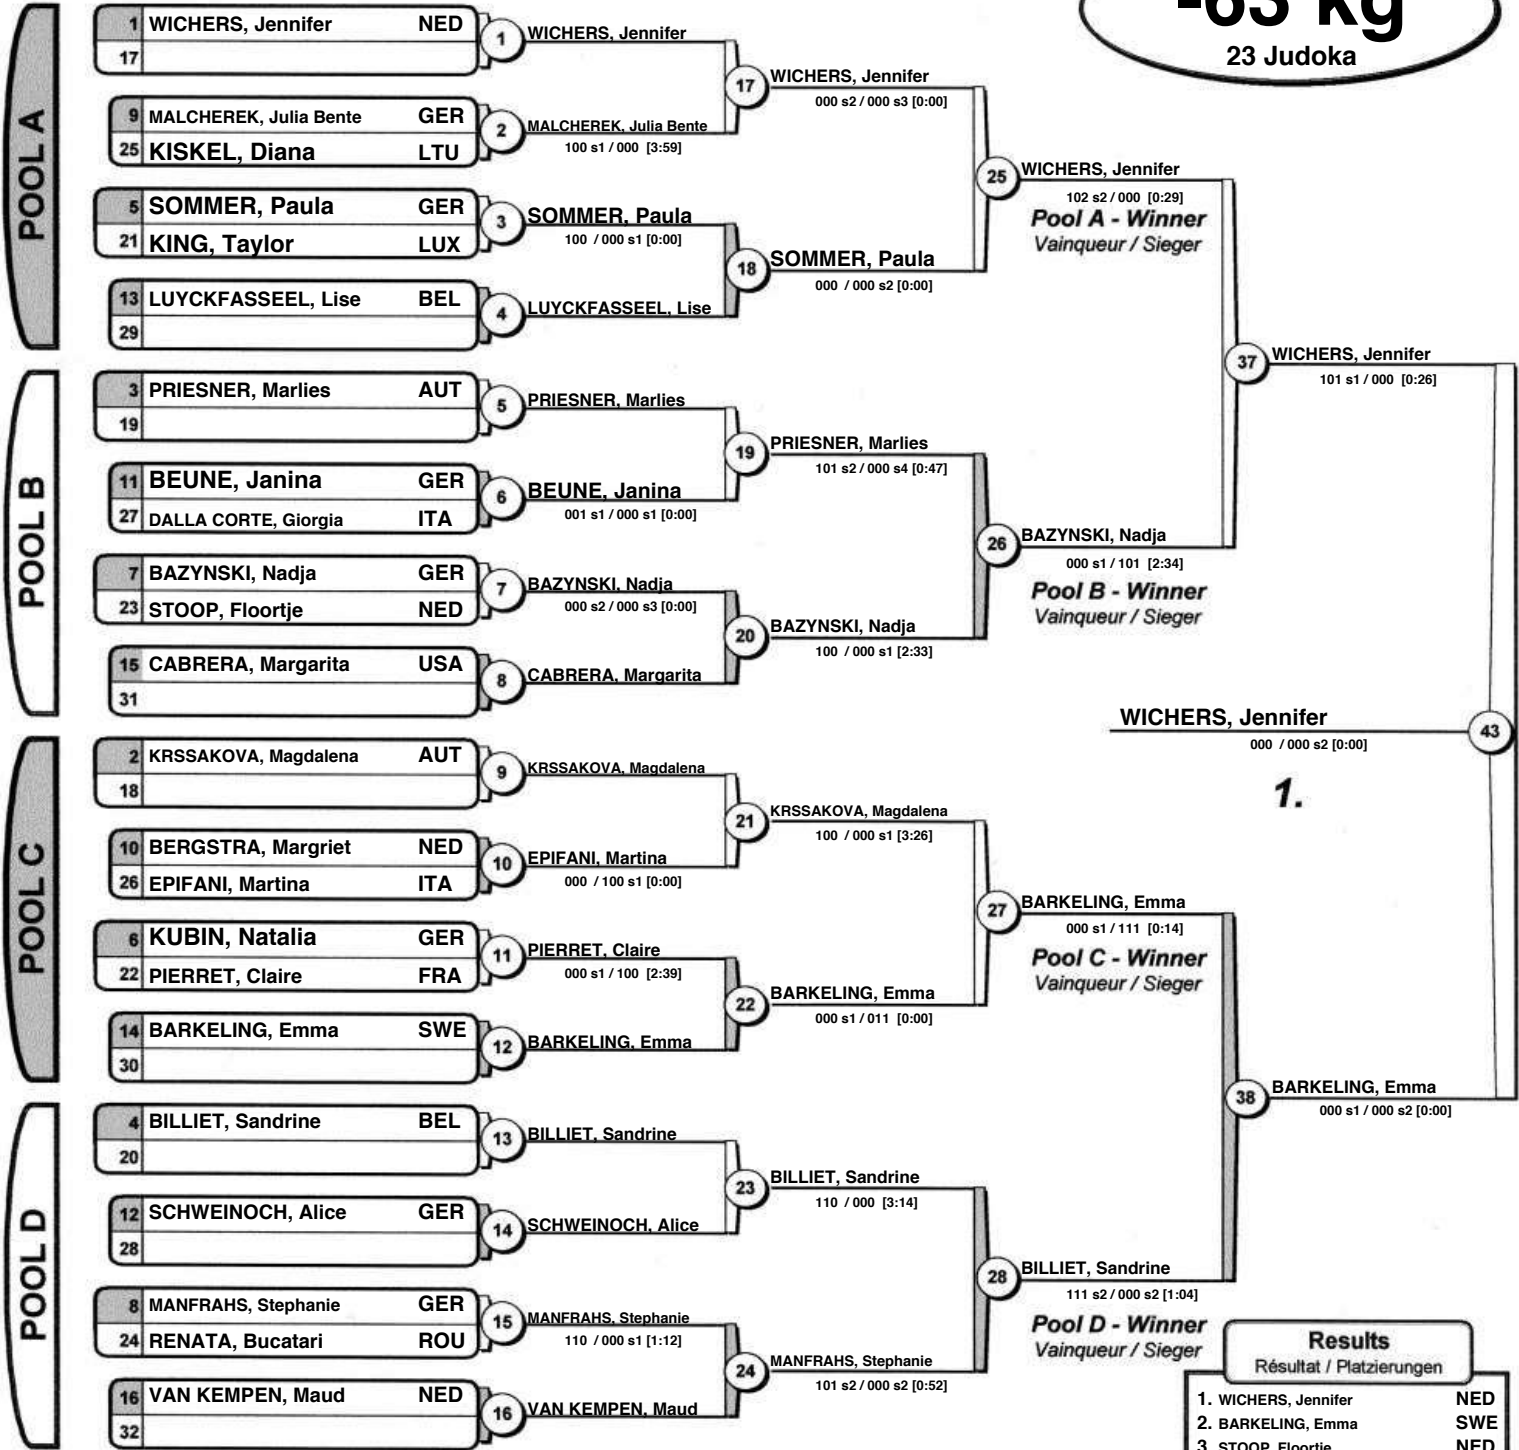 -63 kg
23 Judoka
POOL A
1 WICHERS, Jennifer NED
17
1 WICHERS, Jennifer
9 MALCHEREK, Julia Bente GER
25 KISKEL, Diana LTU
2 MALCHEREK, Julia Bente
100 s1 / 000 [3:59]
17 WICHERS, Jennifer
000 s2 / 000 s3 [0:00]
5 SOMMER, Paula GER
21 KING, Taylor LUX
3 SOMMER, Paula
100 / 000 s1 [0:00]
13 LUYCKFASSEEL, Lise BEL
29
4 LUYCKFASSEEL, Lise
18 SOMMER, Paula
000 / 000 s2 [0:00]
25 WICHERS, Jennifer
102 s2 / 000 [0:29]
Pool A - Winner
Vainqueur / Sieger
POOL B
3 PRIESNER, Marlies AUT
19
5 PRIESNER, Marlies
11 BEUNE, Janina GER
27 DALLA CORTE, Giorgia ITA
6 BEUNE, Janina
001 s1 / 000 s1 [0:00]
19 PRIESNER, Marlies
101 s2 / 000 s4 [0:47]
7 BAZYNSKI, Nadja GER
23 STOOP, Floortje NED
7 BAZYNSKI, Nadja
000 s2 / 000 s3 [0:00]
15 CABRERA, Margarita USA
31
8 CABRERA, Margarita
20 BAZYNSKI, Nadja
100 / 000 s1 [2:33]
26 BAZYNSKI, Nadja
000 s1 / 101 [2:34]
Pool B - Winner
Vainqueur / Sieger
37 WICHERS, Jennifer
101 s1 / 000 [0:26]
POOL C
2 KRSSAKOVA, Magdalena AUT
18
9 KRSSAKOVA, Magdalena
10 BERGSTRA, Margriet NED
26 EPIFANI, Martina ITA
10 EPIFANI, Martina
000 / 100 s1 [0:00]
21 KRSSAKOVA, Magdalena
100 / 000 s1 [3:26]
6 KUBIN, Natalia GER
22 PIERRET, Claire FRA
11 PIERRET, Claire
000 s1 / 100 [2:39]
14 BARKELING, Emma SWE
30
12 BARKELING, Emma
22 BARKELING, Emma
000 s1 / 011 [0:00]
27 BARKELING, Emma
000 s1 / 111 [0:14]
Pool C - Winner
Vainqueur / Sieger
POOL D
4 BILLIET, Sandrine BEL
20
13 BILLIET, Sandrine
12 SCHWEINOCH, Alice GER
28
14 SCHWEINOCH, Alice
23 BILLIET, Sandrine
110 / 000 [3:14]
8 MANFRAHS, Stephanie GER
24 RENATA, Bucatari ROU
15 MANFRAHS, Stephanie
110 / 000 s1 [1:12]
16 VAN KEMPEN, Maud NED
32
16 VAN KEMPEN, Maud
24 MANFRAHS, Stephanie
101 s2 / 000 s2 [0:52]
28 BILLIET, Sandrine
111 s2 / 000 s2 [1:04]
Pool D - Winner
Vainqueur / Sieger
38 BARKELING, Emma
000 s1 / 000 s2 [0:00]
WICHERS, Jennifer 43
000 / 000 s2 [0:00]
1.
Results
Résultat / Platzierungen
1. WICHERS, Jennifer NED
2. BARKELING, Emma SWE
3. STOOP, Floortje NED